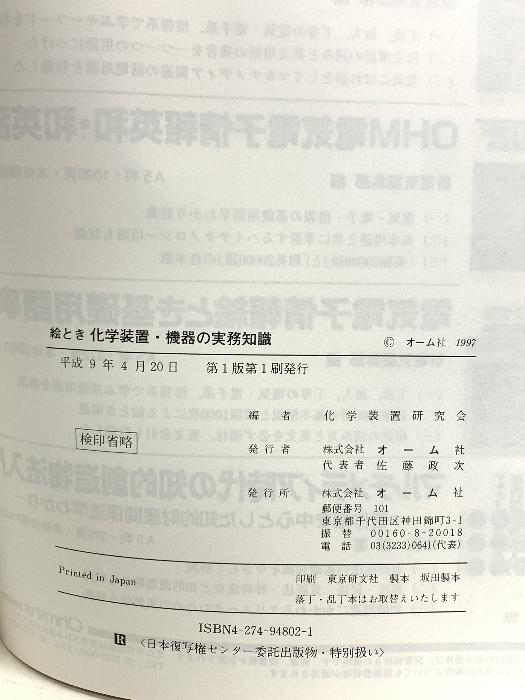 絵とき 化学装置・機器の実務知識
© オーム社 1997
平成9年4月20日 第1版第1刷発行
編者 化学装置研究会
検印省略
発行者 株式会社 オーム社
代表者 佐藤政次
発行所 株式会社 オーム社
郵便番号 101
東京都千代田区神田錦町3-1
振替 00160-8-20018
電話 03(3233)0641(代表)
Printed in Japan
印刷 東京研文社 製本 坂田製本
落丁・乱丁本はお取替えいたします
ISBN4-274-94802-1
R 〈日本復写権センター委託出版物・特別扱い〉